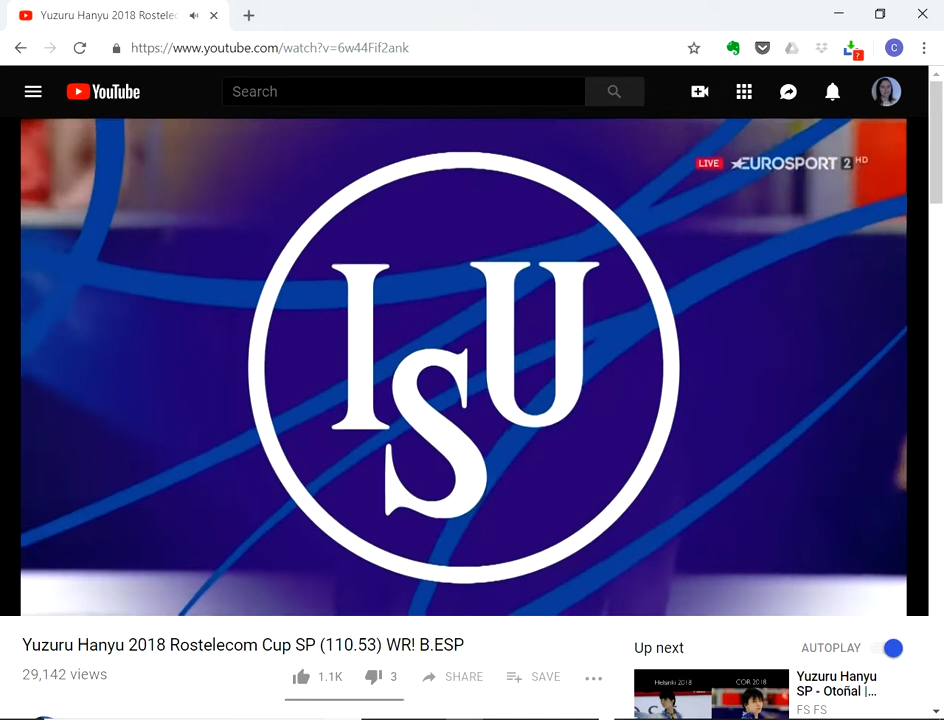 Yuzuru Hanyu 2018 Rostelec
https://www.youtube.com/watch?v=6w44Fif2ank
?
C
YouTube
Search
LIVE EUROSPORT 2 HD
ISU
Yuzuru Hanyu 2018 Rostelecom Cup SP (110.53) WR! B.ESP
29,142 views
1.1K
3
SHARE
SAVE
Up next
AUTOPLAY
Helsinki 2018
COR 2018
Yuzuru Hanyu
SP - Otoñal |...
FS FS